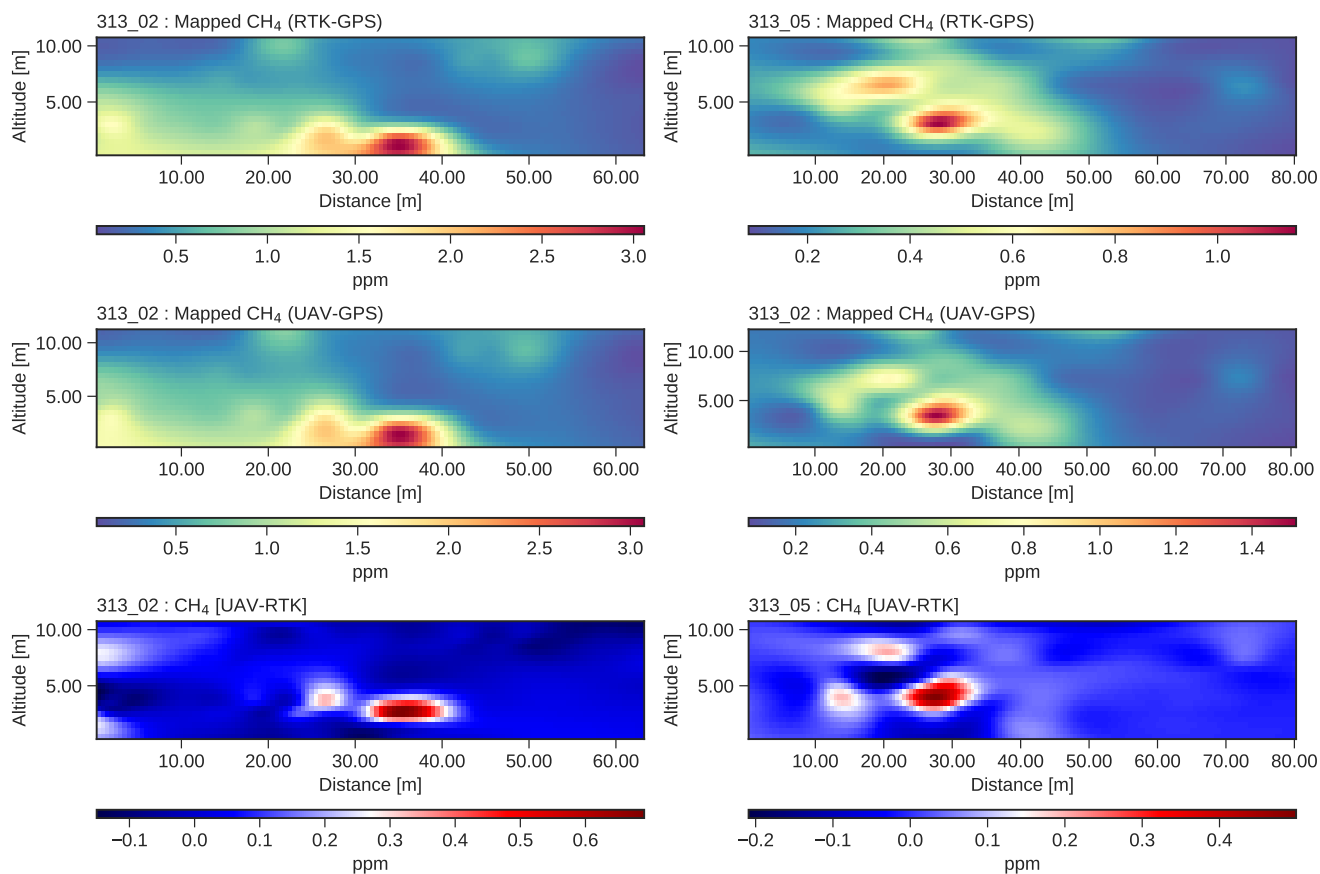 313_02 : Mapped CH₄ (RTK-GPS)
Altitude [m]
10.00
5.00
10.00 20.00 30.00 40.00 50.00 60.00
Distance [m]
0.5 1.0 1.5 2.0 2.5 3.0
ppm
313_05 : Mapped CH₄ (RTK-GPS)
Altitude [m]
10.00
5.00
10.00 20.00 30.00 40.00 50.00 60.00 70.00 80.00
Distance [m]
0.2 0.4 0.6 0.8 1.0
ppm
313_02 : Mapped CH₄ (UAV-GPS)
Altitude [m]
10.00
5.00
10.00 20.00 30.00 40.00 50.00 60.00
Distance [m]
0.5 1.0 1.5 2.0 2.5 3.0
ppm
313_02 : Mapped CH₄ (UAV-GPS)
Altitude [m]
10.00
5.00
10.00 20.00 30.00 40.00 50.00 60.00 70.00 80.00
Distance [m]
0.2 0.4 0.6 0.8 1.0 1.2 1.4
ppm
313_02 : CH₄ [UAV-RTK]
Altitude [m]
10.00
5.00
10.00 20.00 30.00 40.00 50.00 60.00
Distance [m]
−0.1 0.0 0.1 0.2 0.3 0.4 0.5 0.6
ppm
313_05 : CH₄ [UAV-RTK]
Altitude [m]
10.00
5.00
10.00 20.00 30.00 40.00 50.00 60.00 70.00 80.00
Distance [m]
−0.2 −0.1 0.0 0.1 0.2 0.3 0.4
ppm